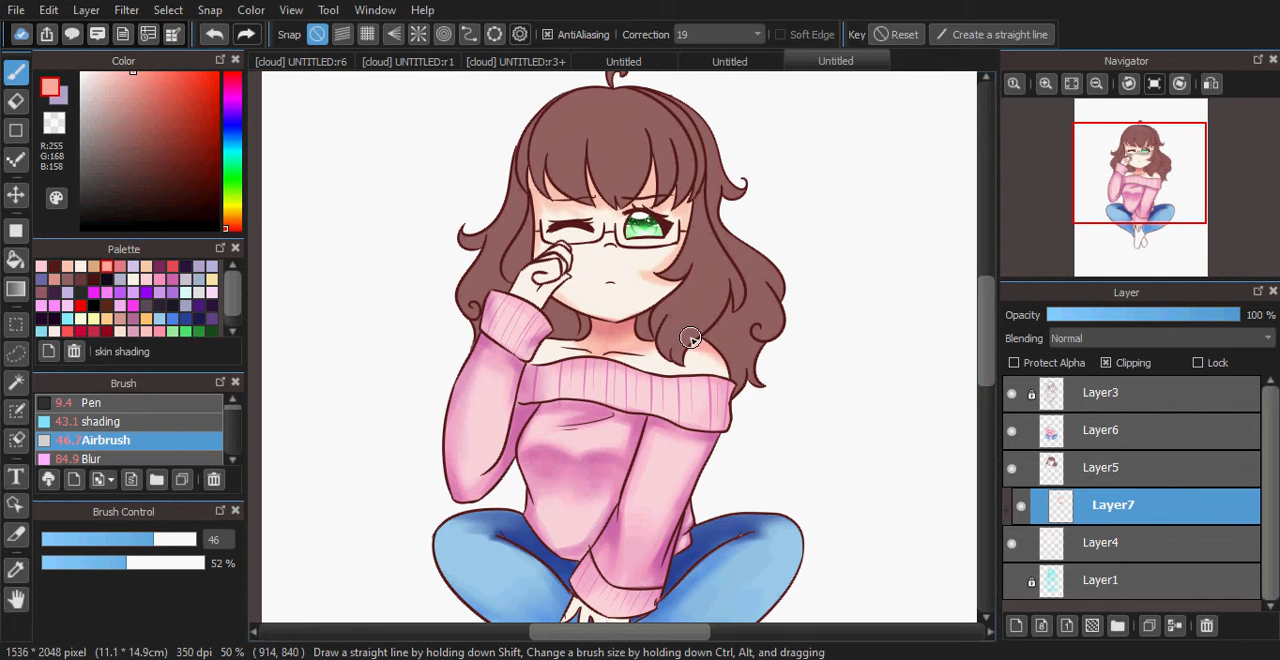 File Edit Layer Filter Select Snap Color View Tool Window Help
Snap AntiAliasing Correction 19 Soft Edge Key Reset Create a straight line
Color
[cloud] UNTITLED:r6 [cloud] UNTITLED:r1 [cloud] UNTITLED:r3+ Untitled Untitled Untitled
Navigator
R:255
G:168
B:158
Palette
skin shading
Brush
9.4 Pen
43.1 shading
46.7 Airbrush
84.9 Blur
Brush Control
46
52 %
Layer
Opacity 100 %
Blending Normal
Protect Alpha Clipping Lock
Layer3
Layer6
Layer5
Layer7
Layer4
Layer1
1536 * 2048 pixel (11.1 * 14.9cm) 350 dpi 50 % ( 914, 840 ) Draw a straight line by holding down Shift, Change a brush size by holding down Ctrl, Alt, and dragging